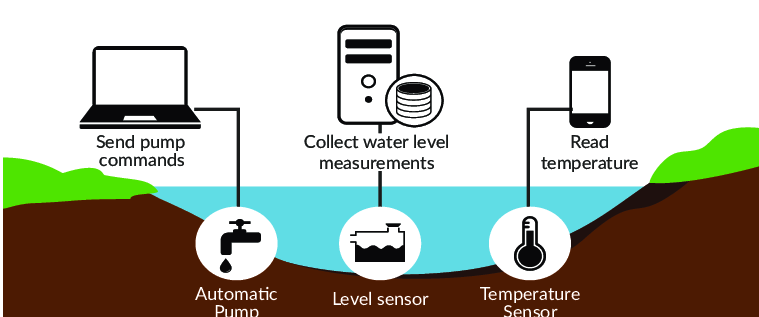 Send pump
commands
Collect water level
measurements
Read
temperature
Automatic
Pump
Level sensor
Temperature
Sensor